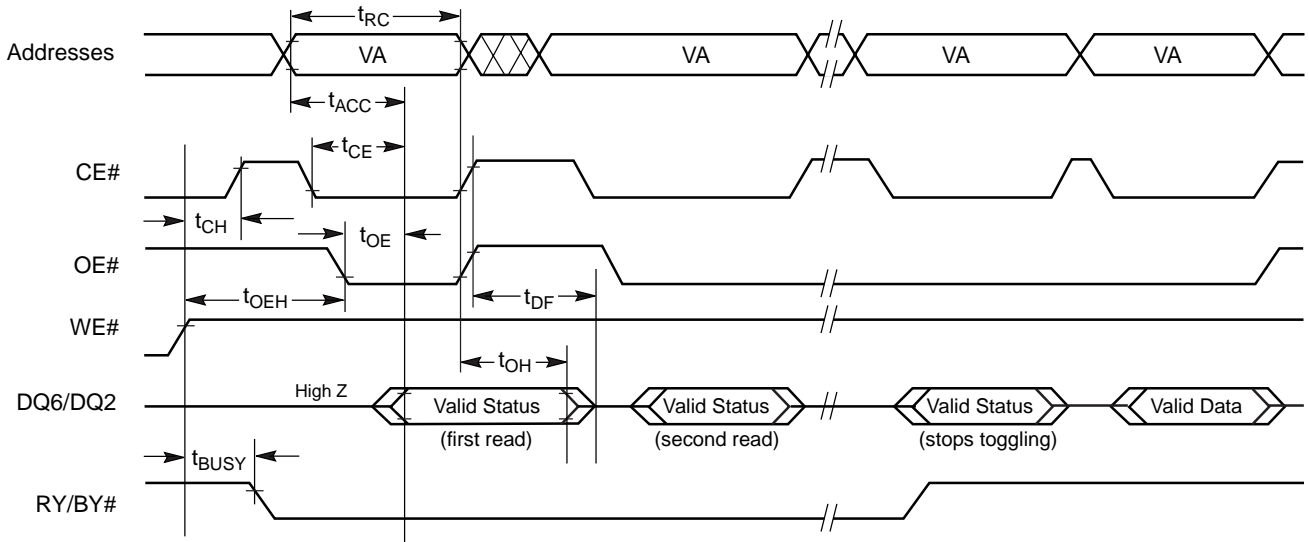 tRC
Addresses VA VA VA VA
tACC
tCE
CE#
tCH tOE
OE#
tOEH tDF
WE#
tOH
High Z
DQ6/DQ2 Valid Status Valid Status Valid Status Valid Data
(first read) (second read) (stops toggling)
tBUSY
RY/BY#